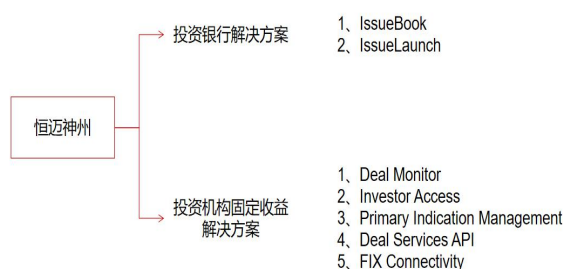 恒迈神州
投资银行解决方案
1、IssueBook
2、IssueLaunch
投资机构固定收益
解决方案
1、Deal Monitor
2、Investor Access
3、Primary Indication Management
4、Deal Services API
5、FIX Connectivity